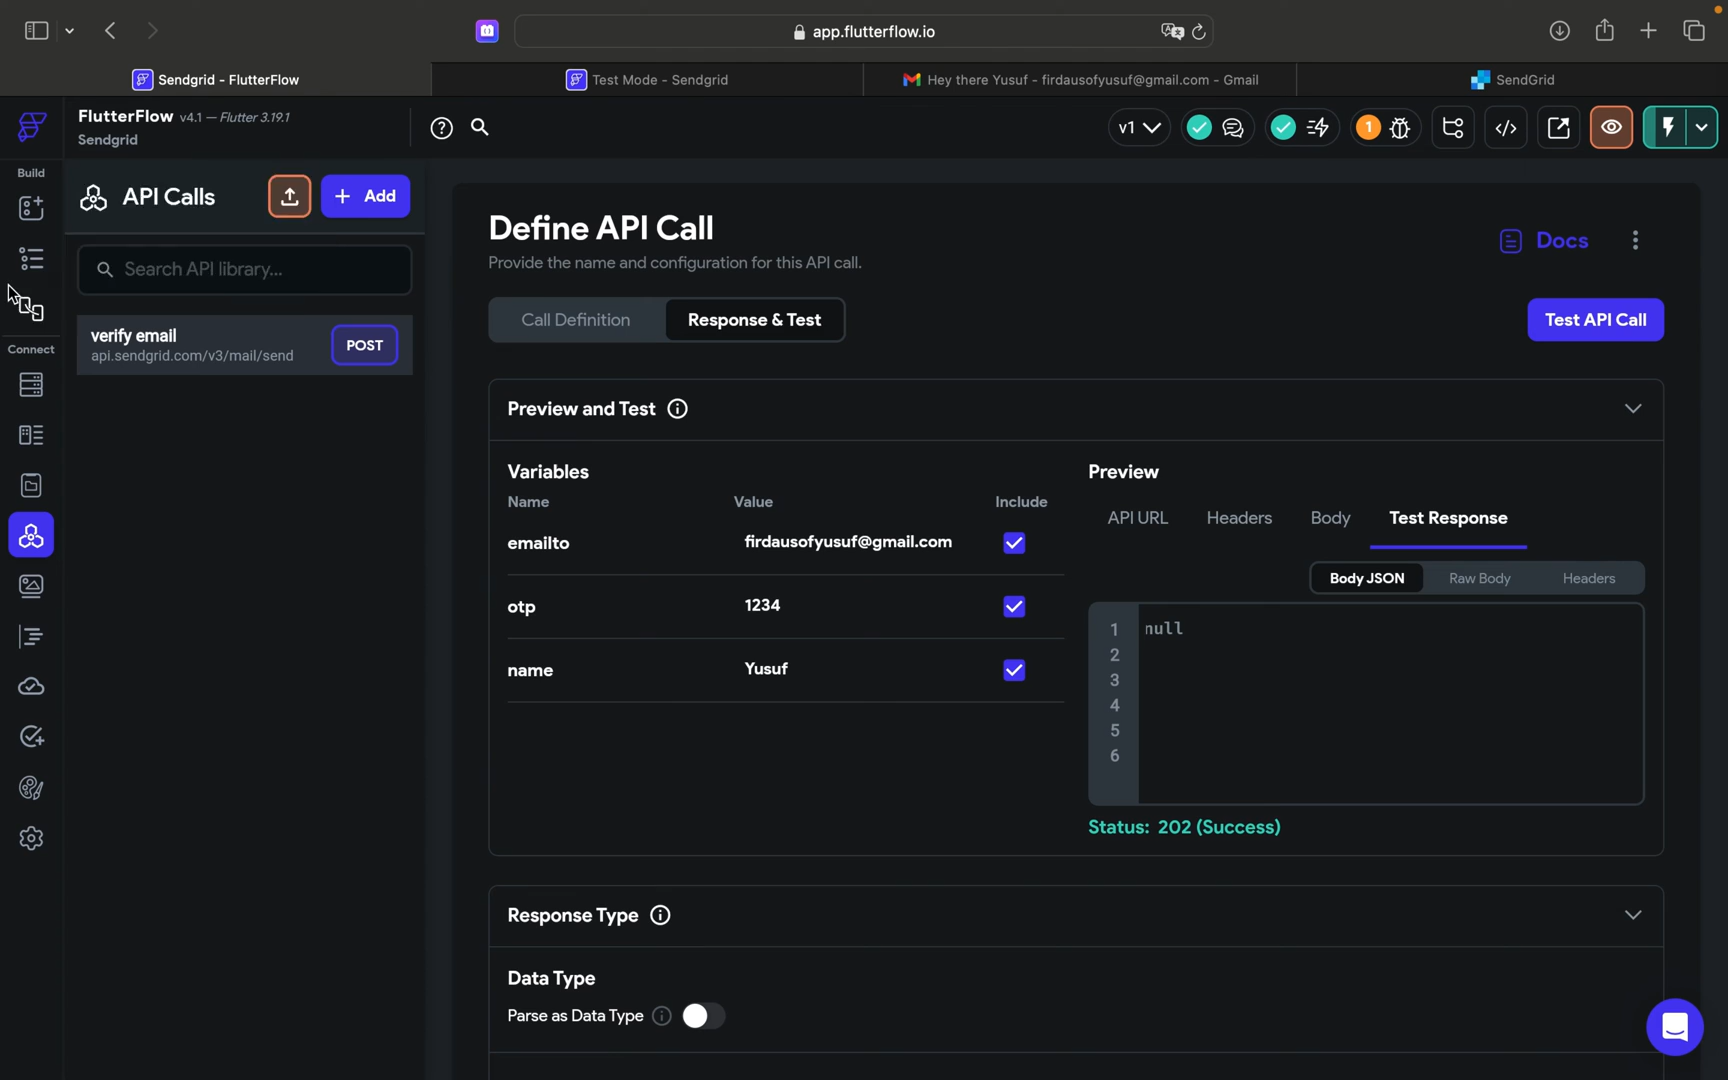 app.flutterflow.io
Sendgrid - FlutterFlow
Test Mode - Sendgrid
Hey there Yusuf - firdausofyusuf@gmail.com - Gmail
SendGrid
FlutterFlow v4.1 — Flutter 3.19.1
Sendgrid
v1
1
Build
Connect
API Calls
+ Add
Search API library...
verify email
api.sendgrid.com/v3/mail/send
POST
Define API Call
Provide the name and configuration for this API call.
Docs
Call Definition
Response & Test
Test API Call
Preview and Test
Variables
Name Value Include
emailto firdausofyusuf@gmail.com
otp 1234
name Yusuf
Preview
API URL Headers Body Test Response
Body JSON Raw Body Headers
1 null
2
3
4
5
6
Status: 202 (Success)
Response Type
Data Type
Parse as Data Type